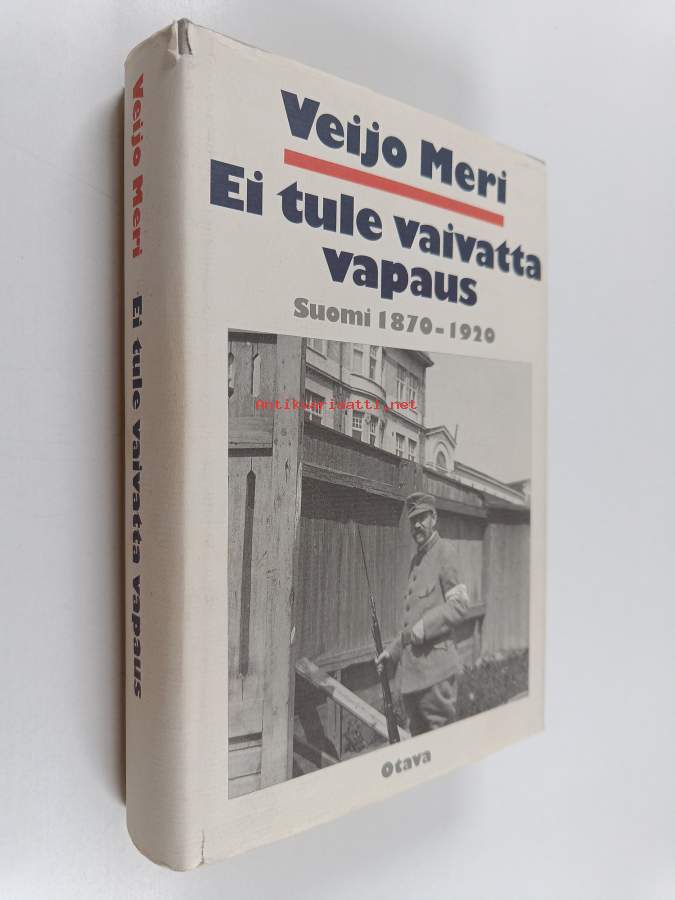 Veijo Meri
Ei tule vaivatta
vapaus
Suomi 1870-1920
Antikvariaatti.net
Otava
Veijo Meri Ei tule vaivatta vapaus